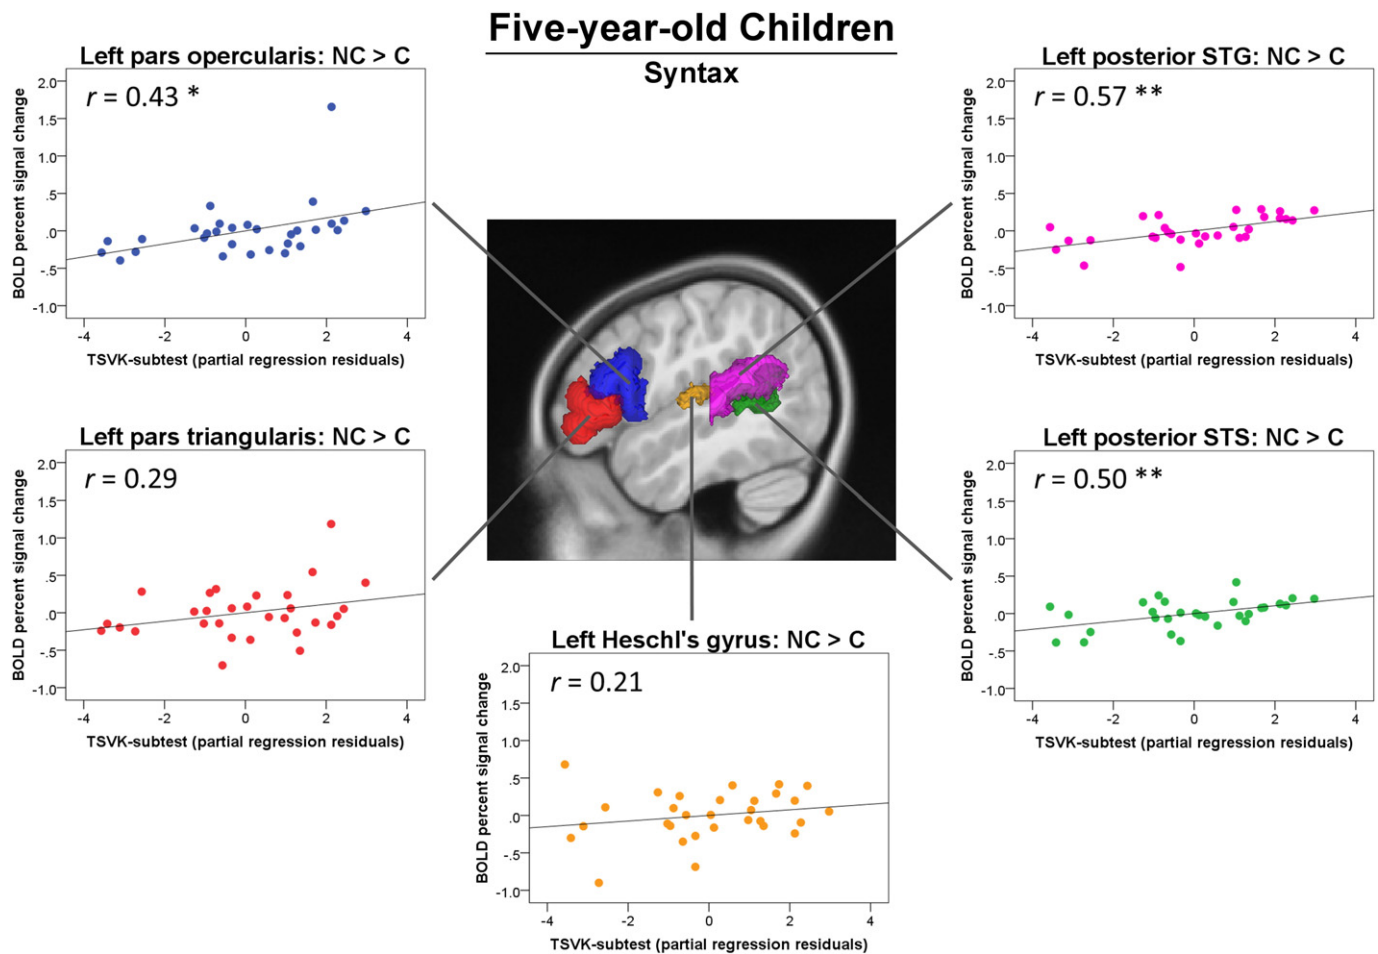 Five-year-old Children
Syntax
Left pars opercularis: NC > C
r = 0.43 *
BOLD percent signal change
2.0
1.5
1.0
.5
.0
-.5
-1.0
-4 -2 0 2 4
TSVK-subtest (partial regression residuals)
Left posterior STG: NC > C
r = 0.57 **
BOLD percent signal change
2.0
1.5
1.0
.5
.0
-.5
-1.0
-4 -2 0 2 4
TSVK-subtest (partial regression residuals)
Left pars triangularis: NC > C
r = 0.29
BOLD percent signal change
2.0
1.5
1.0
.5
.0
-.5
-1.0
-4 -2 0 2 4
TSVK-subtest (partial regression residuals)
Left posterior STS: NC > C
r = 0.50 **
BOLD percent signal change
2.0
1.5
1.0
.5
.0
-.5
-1.0
-4 -2 0 2 4
TSVK-subtest (partial regression residuals)
Left Heschl's gyrus: NC > C
r = 0.21
BOLD percent signal change
2.0
1.5
1.0
.5
.0
-.5
-1.0
-4 -2 0 2 4
TSVK-subtest (partial regression residuals)